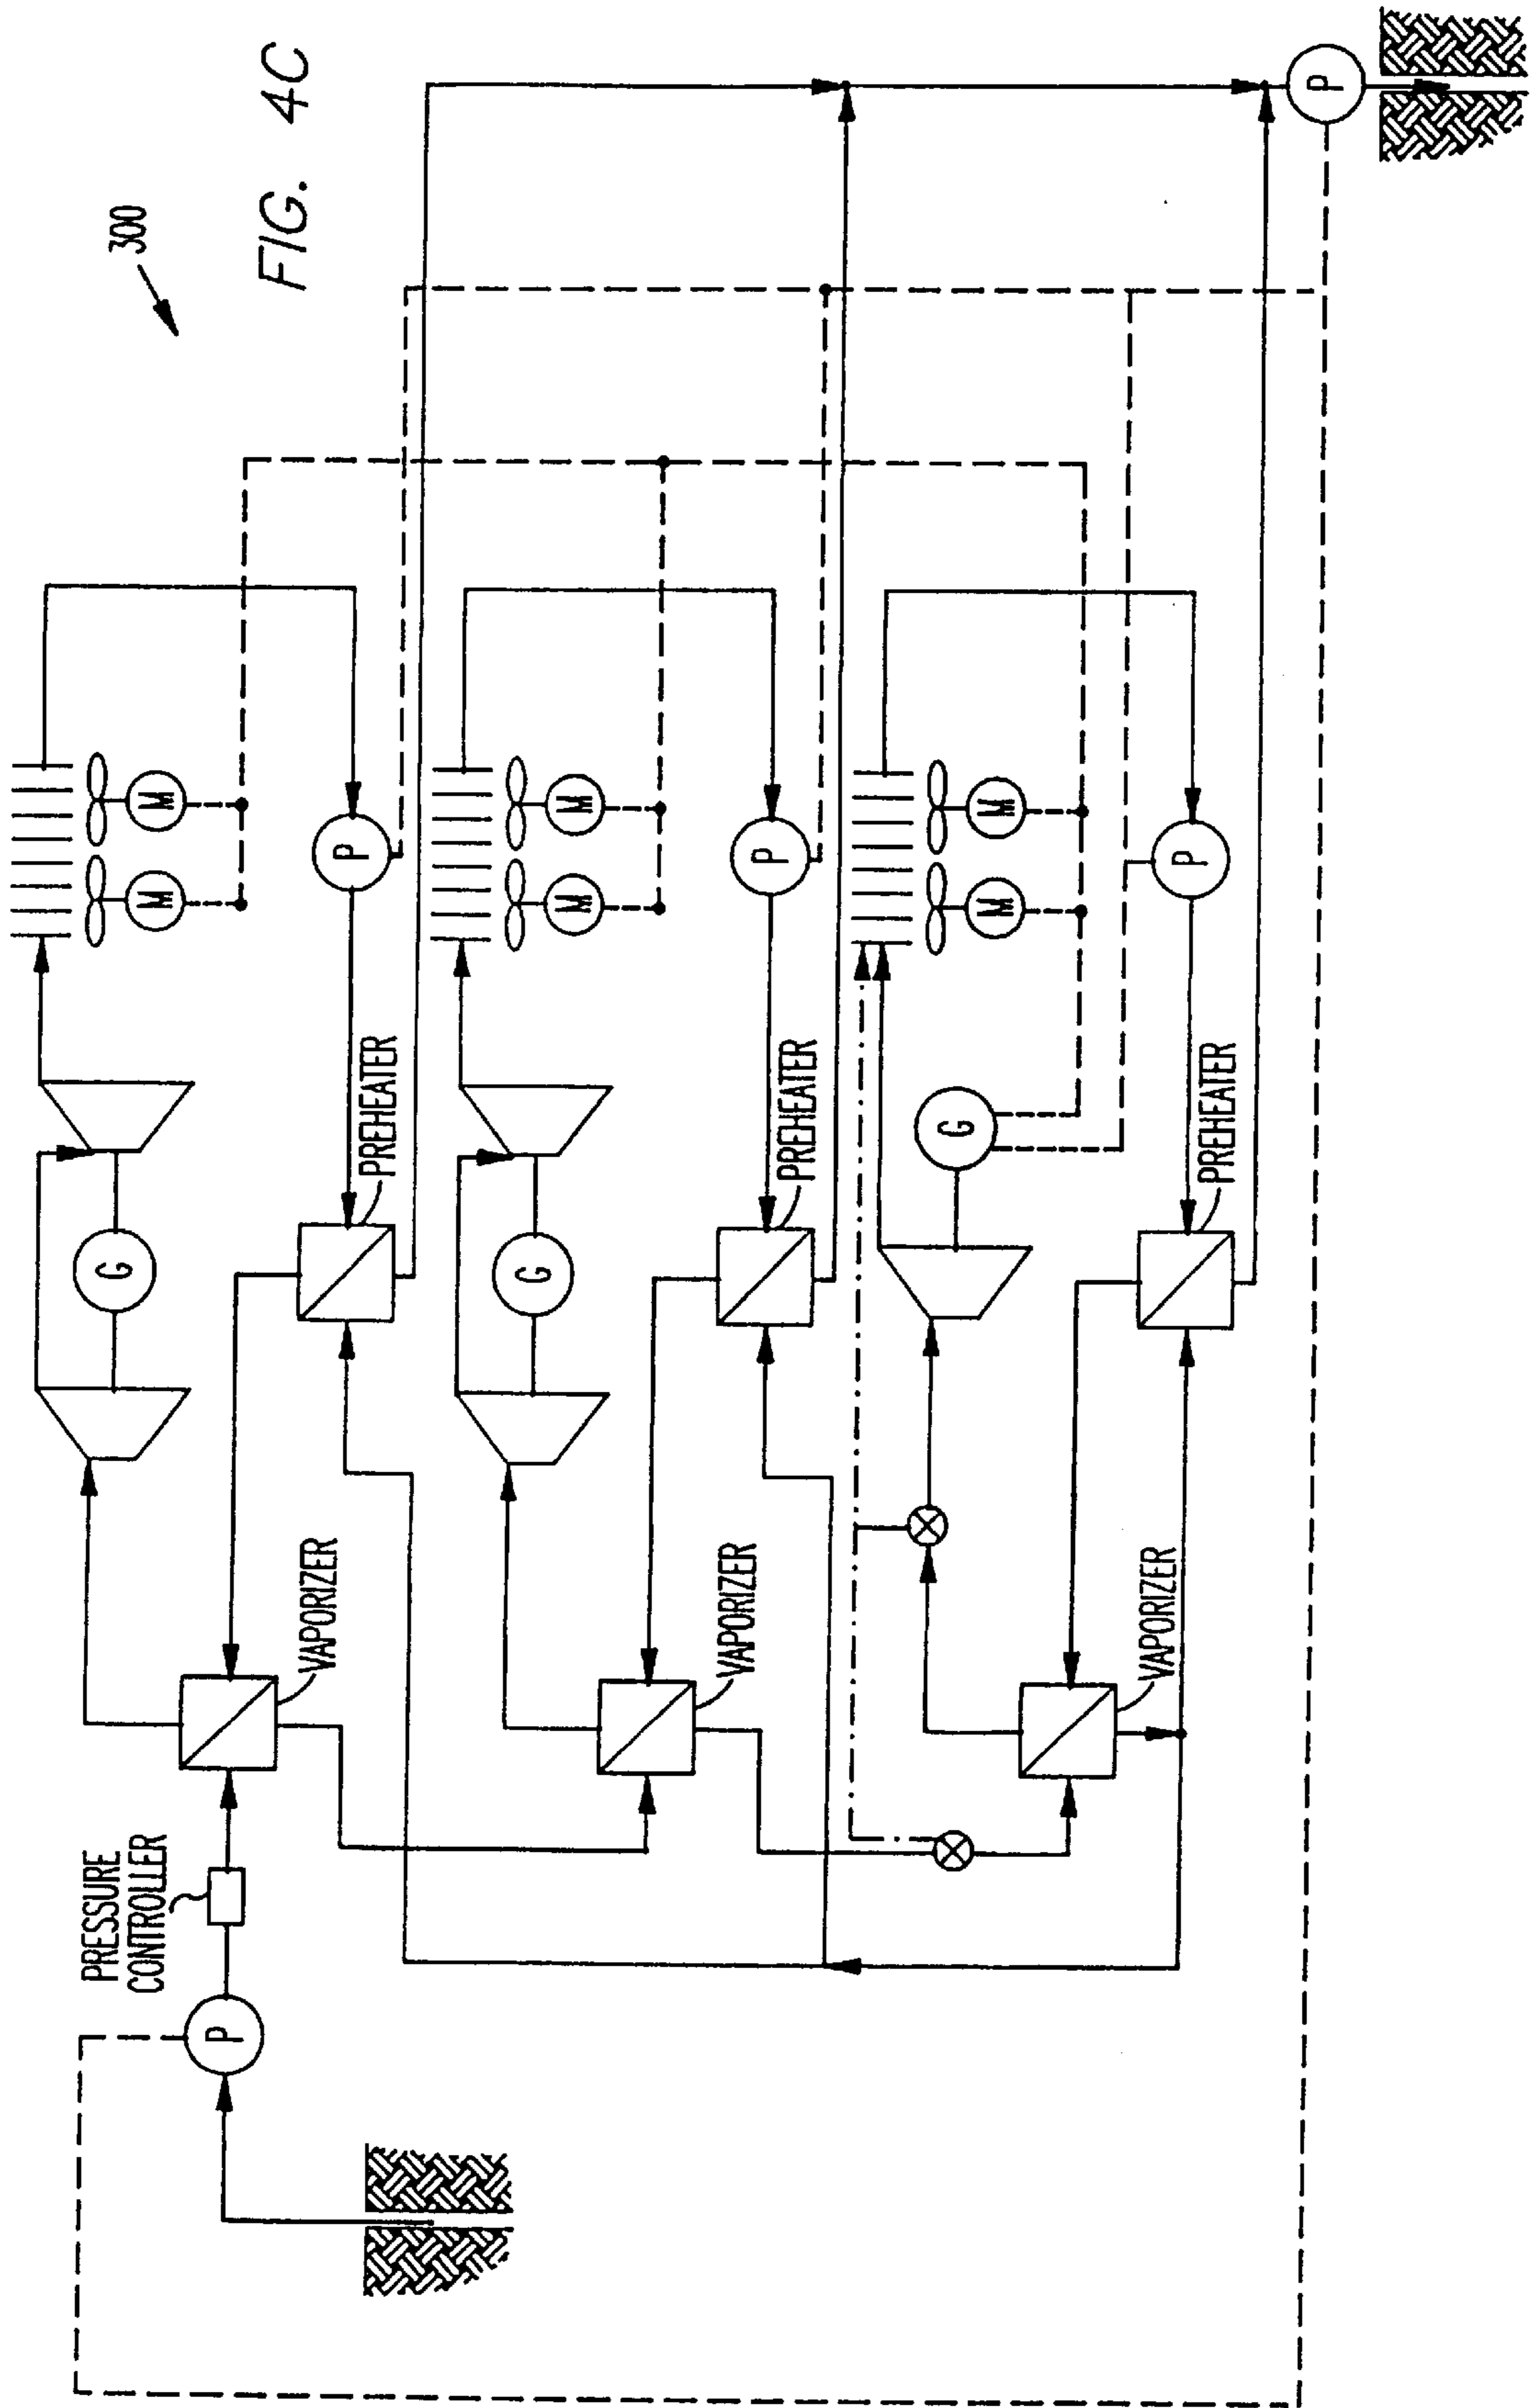 FIG. 4C
300
PRESSURE
CONTROLLER
P
VAPORIZER
G
PREHEATER
M
M
P
VAPORIZER
G
PREHEATER
M
M
P
VAPORIZER
G
PREHEATER
M
M
P
P